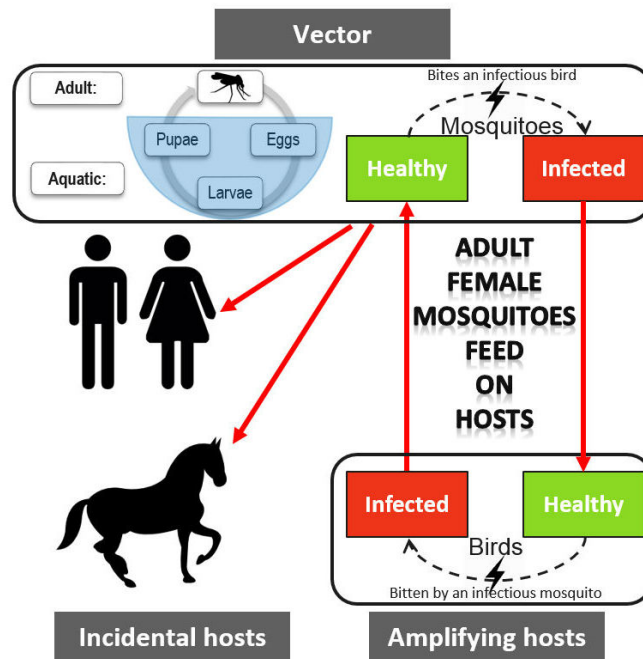 Vector
Adult:
Bites an infectious bird
Mosquitoes
Pupae
Eggs
Healthy
Infected
Aquatic:
Larvae
ADULT
FEMALE
MOSQUITOES
FEED
ON
HOSTS
Infected
Healthy
Birds
Bitten by an infectious mosquito
Incidental hosts
Amplifying hosts